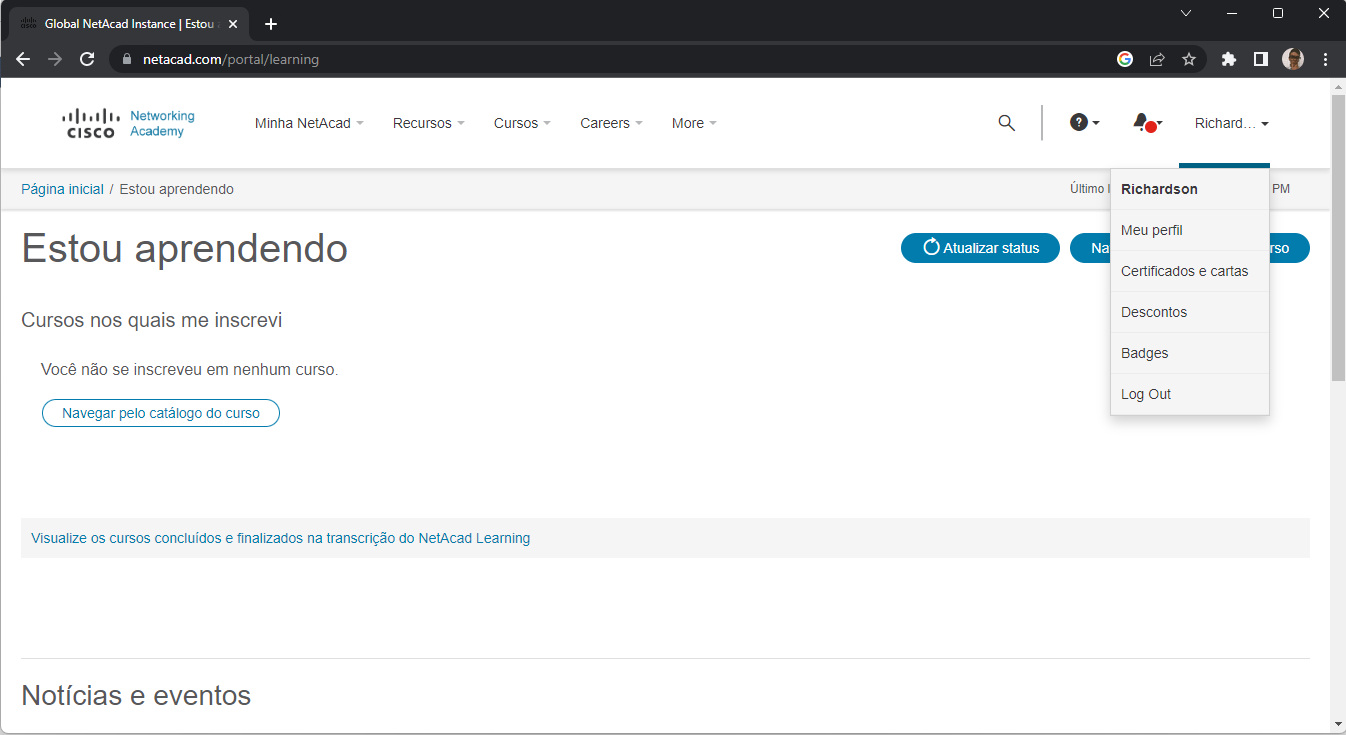 Global NetAcad Instance | Estou
netacad.com/portal/learning
CISCO Networking Academy
Minha NetAcad
Recursos
Cursos
Careers
More
Richard...
Página inicial / Estou aprendendo
Último
PM
Richardson
Meu perfil
Certificados e cartas
Descontos
Badges
Log Out
Estou aprendendo
Atualizar status
Na
rso
Cursos nos quais me inscrevi
Você não se inscreveu em nenhum curso.
Navegar pelo catálogo do curso
Visualize os cursos concluídos e finalizados na transcrição do NetAcad Learning
Notícias e eventos